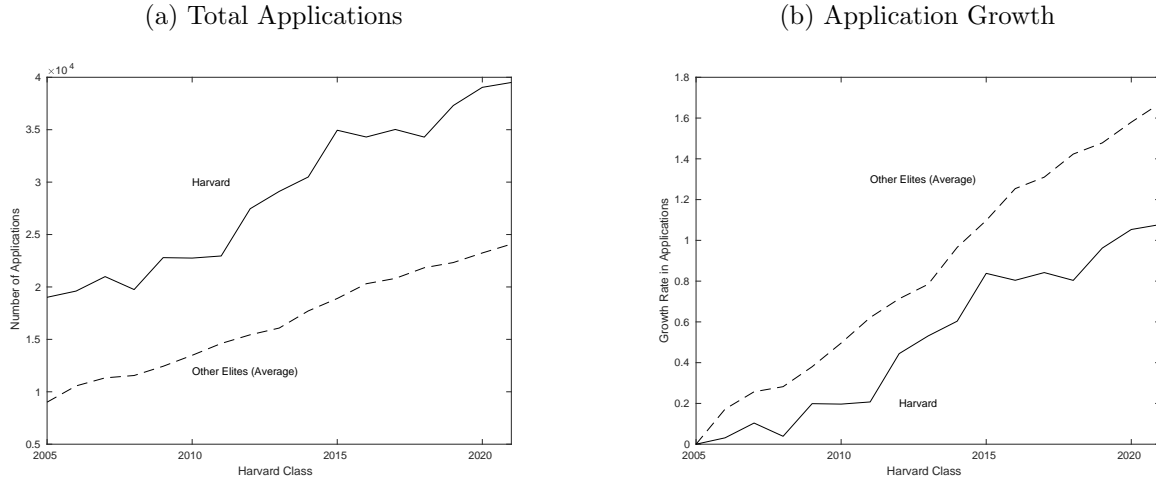 (a) Total Applications
×10⁴
4
3.5
3
2.5
2
1.5
1
0.5
Number of Applications
Harvard
Other Elites (Average)
2005 2010 2015 2020
Harvard Class
(b) Application Growth
1.8
1.6
1.4
1.2
1
0.8
0.6
0.4
0.2
0
Growth Rate in Applications
Other Elites (Average)
Harvard
2005 2010 2015 2020
Harvard Class